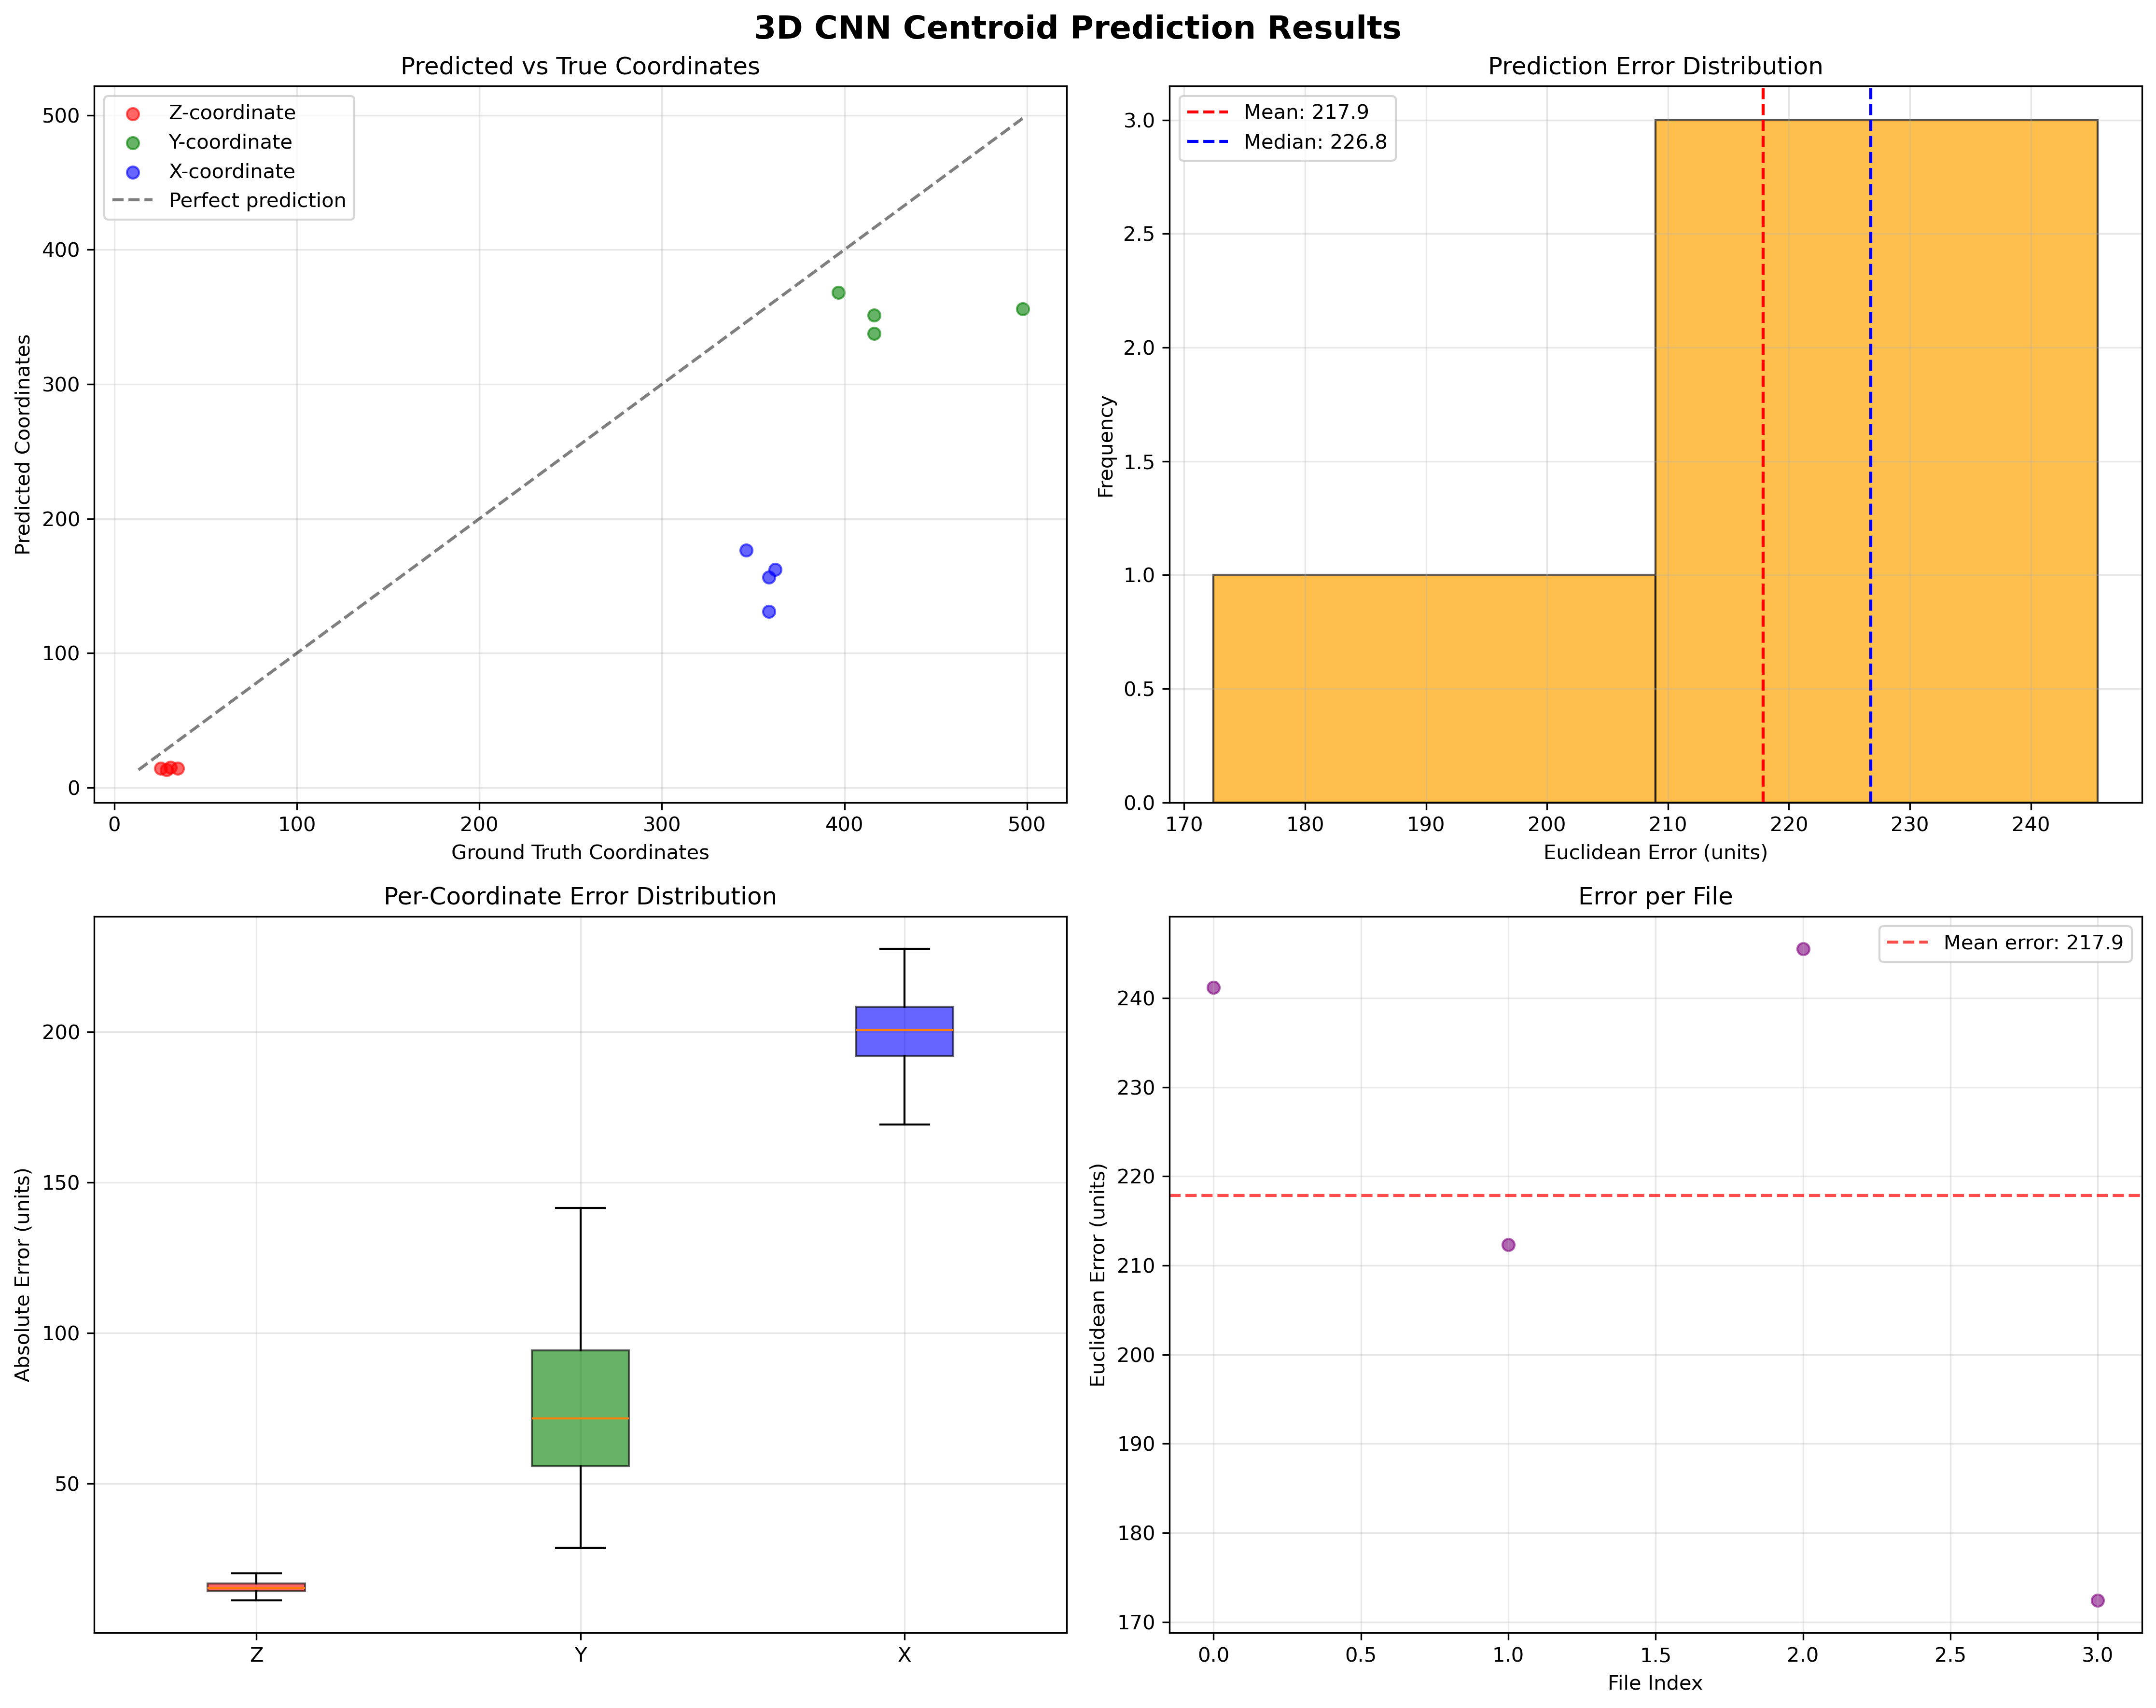 3D CNN Centroid Prediction Results
Predicted vs True Coordinates
Z-coordinate
Y-coordinate
X-coordinate
Perfect prediction
500
400
300
200
100
0
Predicted Coordinates
0 100 200 300 400 500
Ground Truth Coordinates
Prediction Error Distribution
Mean: 217.9
Median: 226.8
3.0
2.5
2.0
1.5
1.0
0.5
0.0
Frequency
170 180 190 200 210 220 230 240
Euclidean Error (units)
Per-Coordinate Error Distribution
200
150
100
50
Absolute Error (units)
Z Y X
Error per File
Mean error: 217.9
240
230
220
210
200
190
180
170
Euclidean Error (units)
0.0 0.5 1.0 1.5 2.0 2.5 3.0
File Index